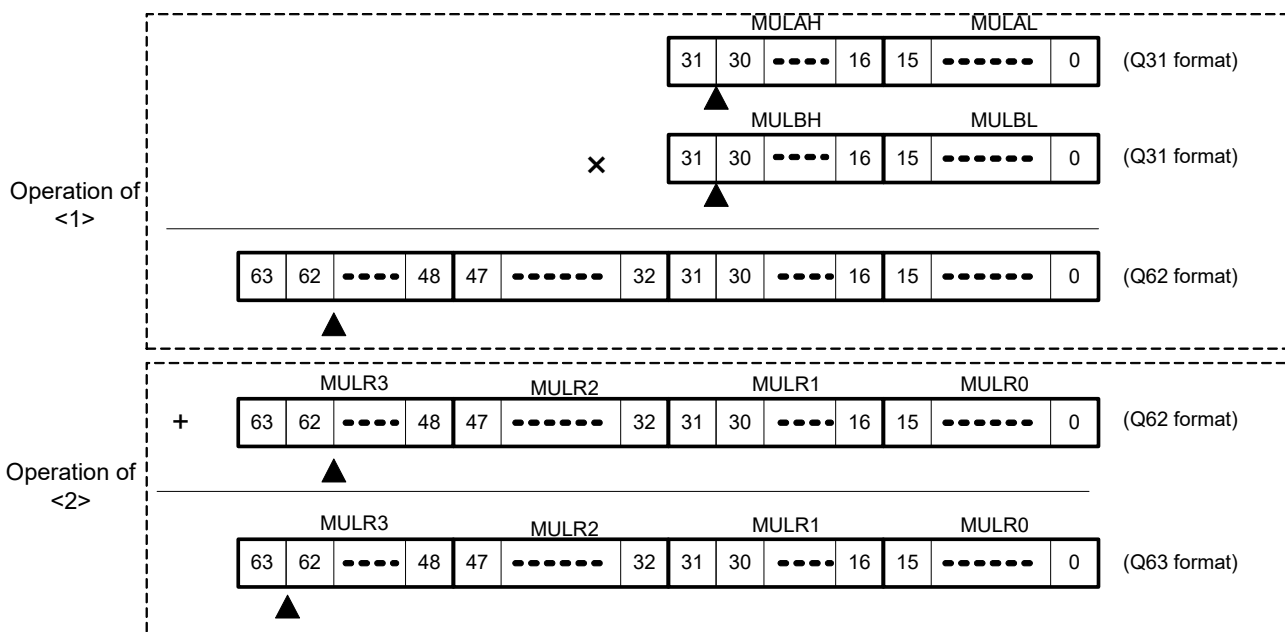 MULAH MULAL
31 30 16 15 0 (Q31 format)
MULBH MULBL
× 31 30 16 15 0 (Q31 format)
Operation of
<1>
63 62 48 47 32 31 30 16 15 0 (Q62 format)
MULR3 MULR2 MULR1 MULR0
+ 63 62 48 47 32 31 30 16 15 0 (Q62 format)
Operation of
<2>
MULR3 MULR2 MULR1 MULR0
63 62 48 47 32 31 30 16 15 0 (Q63 format)